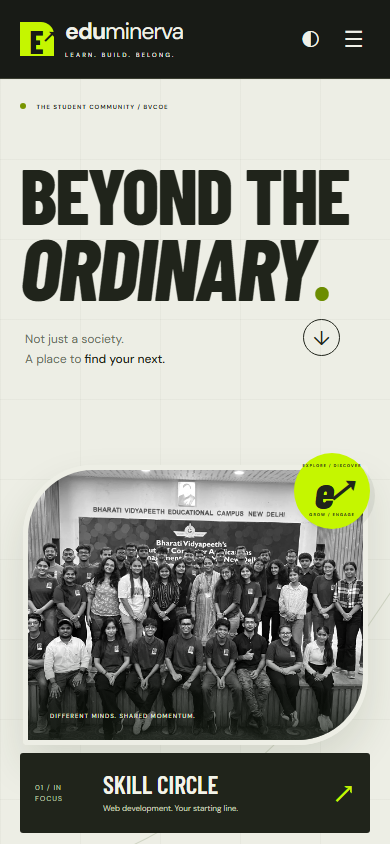 E
eduminerva
LEARN. BUILD. BELONG.
THE STUDENT COMMUNITY / BVCOE
BEYOND THE
ORDINARY.
Not just a society.
A place to find your next.
EXPLORE / DISCOVER
e
GROW / ENGAGE
BHARATI VIDYAPEETH EDUCATIONAL CAMPUS NEW DELHI
Bharati Vidyapeeth's
New Delhi
DIFFERENT MINDS. SHARED MOMENTUM.
01 / IN
FOCUS
SKILL CIRCLE
Web development. Your starting line.